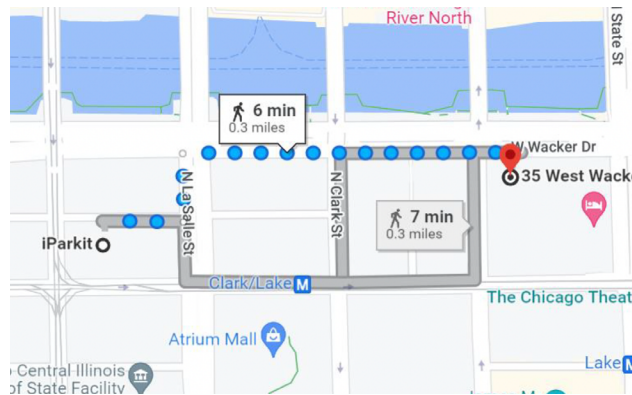 River North
N State St
6 min
0.3 miles
W Wacker Dr
35 West Wacke
N LaSalle St
N Clark St
7 min
0.3 miles
iParkit
Clark/Lake M
The Chicago Theat
Atrium Mall
Lake M
Central Illinois
of State Facility